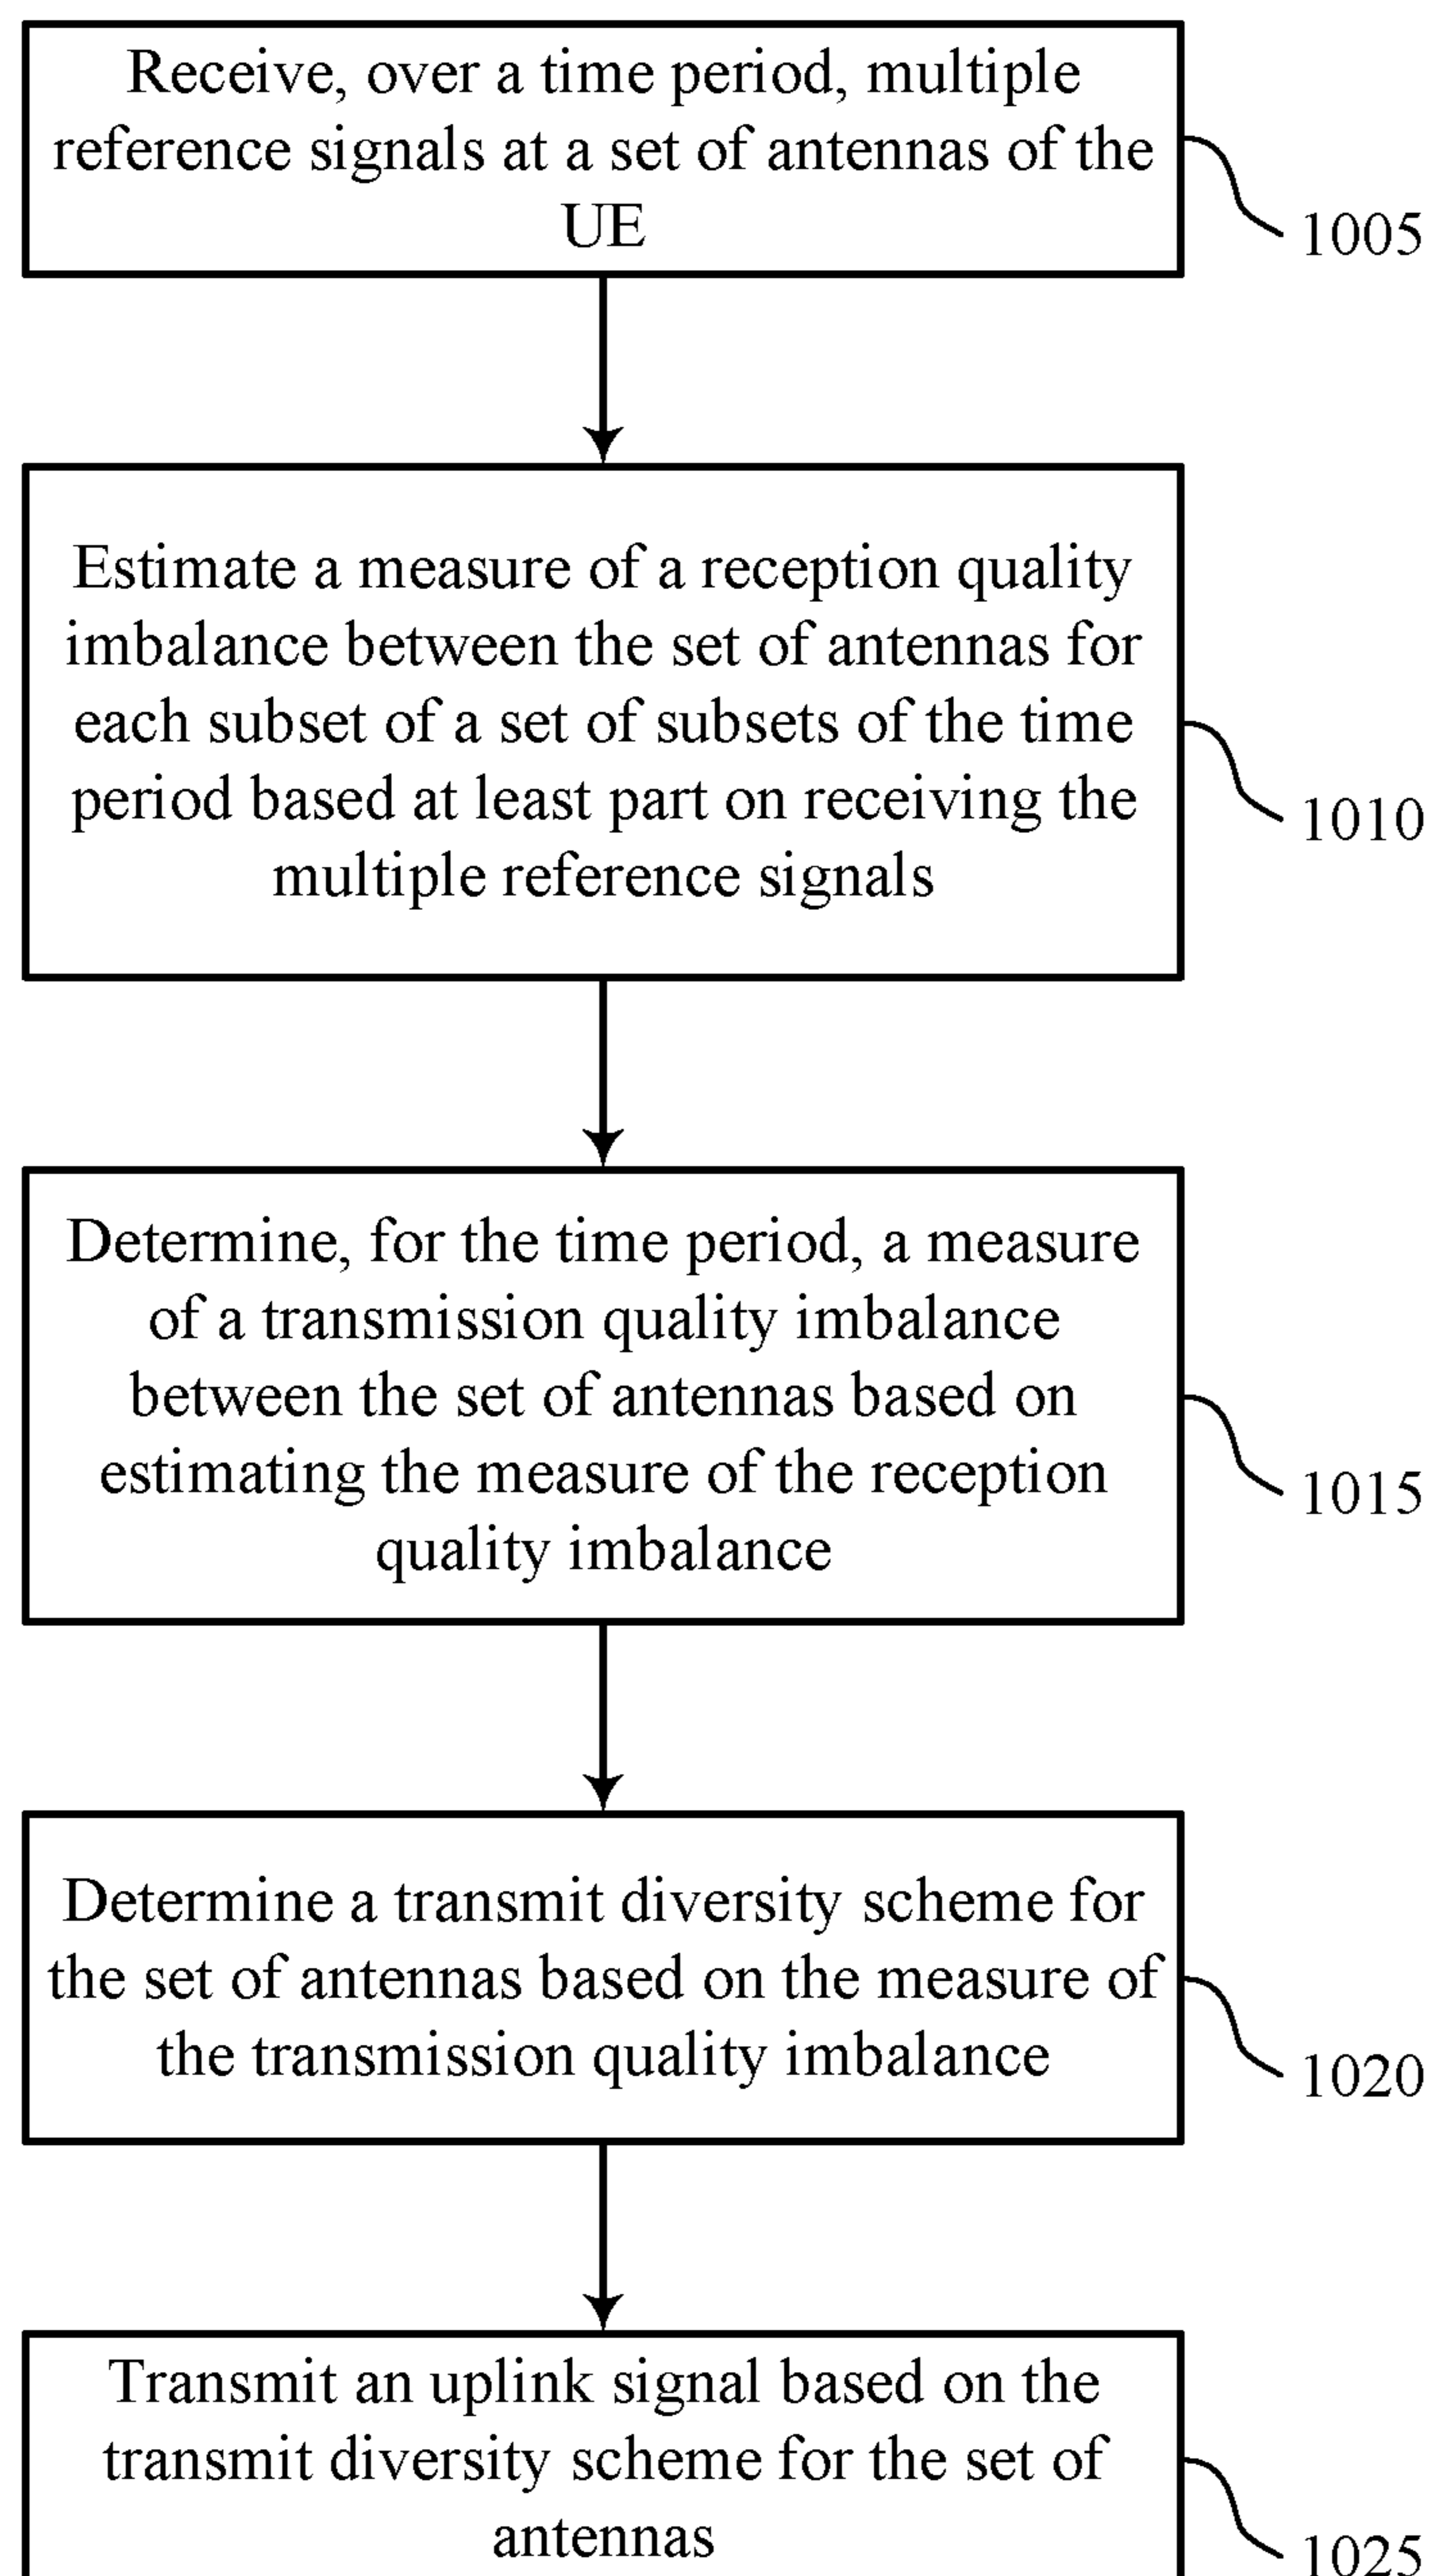 Receive, over a time period, multiple
reference signals at a set of antennas of the
UE
1005
Estimate a measure of a reception quality
imbalance between the set of antennas for
each subset of a set of subsets of the time
period based at least part on receiving the
multiple reference signals
1010
Determine, for the time period, a measure
of a transmission quality imbalance
between the set of antennas based on
estimating the measure of the reception
quality imbalance
1015
Determine a transmit diversity scheme for
the set of antennas based on the measure of
the transmission quality imbalance
1020
Transmit an uplink signal based on the
transmit diversity scheme for the set of
antennas
1025